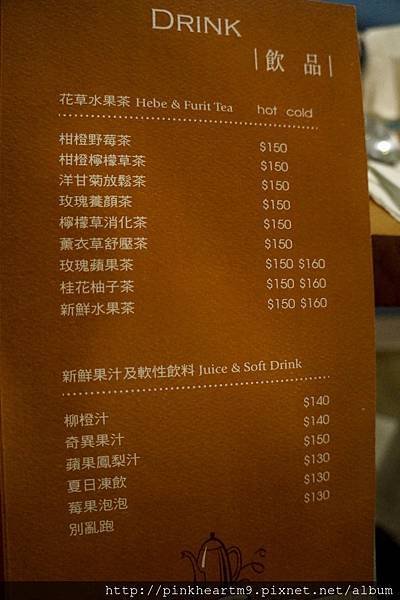 DRINK
飲 品
花草水果茶 Hebe & Furit Tea hot cold
柑橙野莓茶 $150
柑橙檸檬草茶 $150
洋甘菊放鬆茶 $150
玫瑰養顏茶 $150
檸檬草消化茶 $150
薰衣草舒壓茶 $150
玫瑰蘋果茶 $150 $160
桂花柚子茶 $150 $160
新鮮水果茶 $150 $160
新鮮果汁及軟性飲料 Juice & Soft Drink
柳橙汁 $140
奇異果汁 $140
蘋果鳳梨汁 $150
夏日凍飲 $130
莓果泡泡 $130
別亂跑 $130
http://pinkheartm9.pixnet.net/album